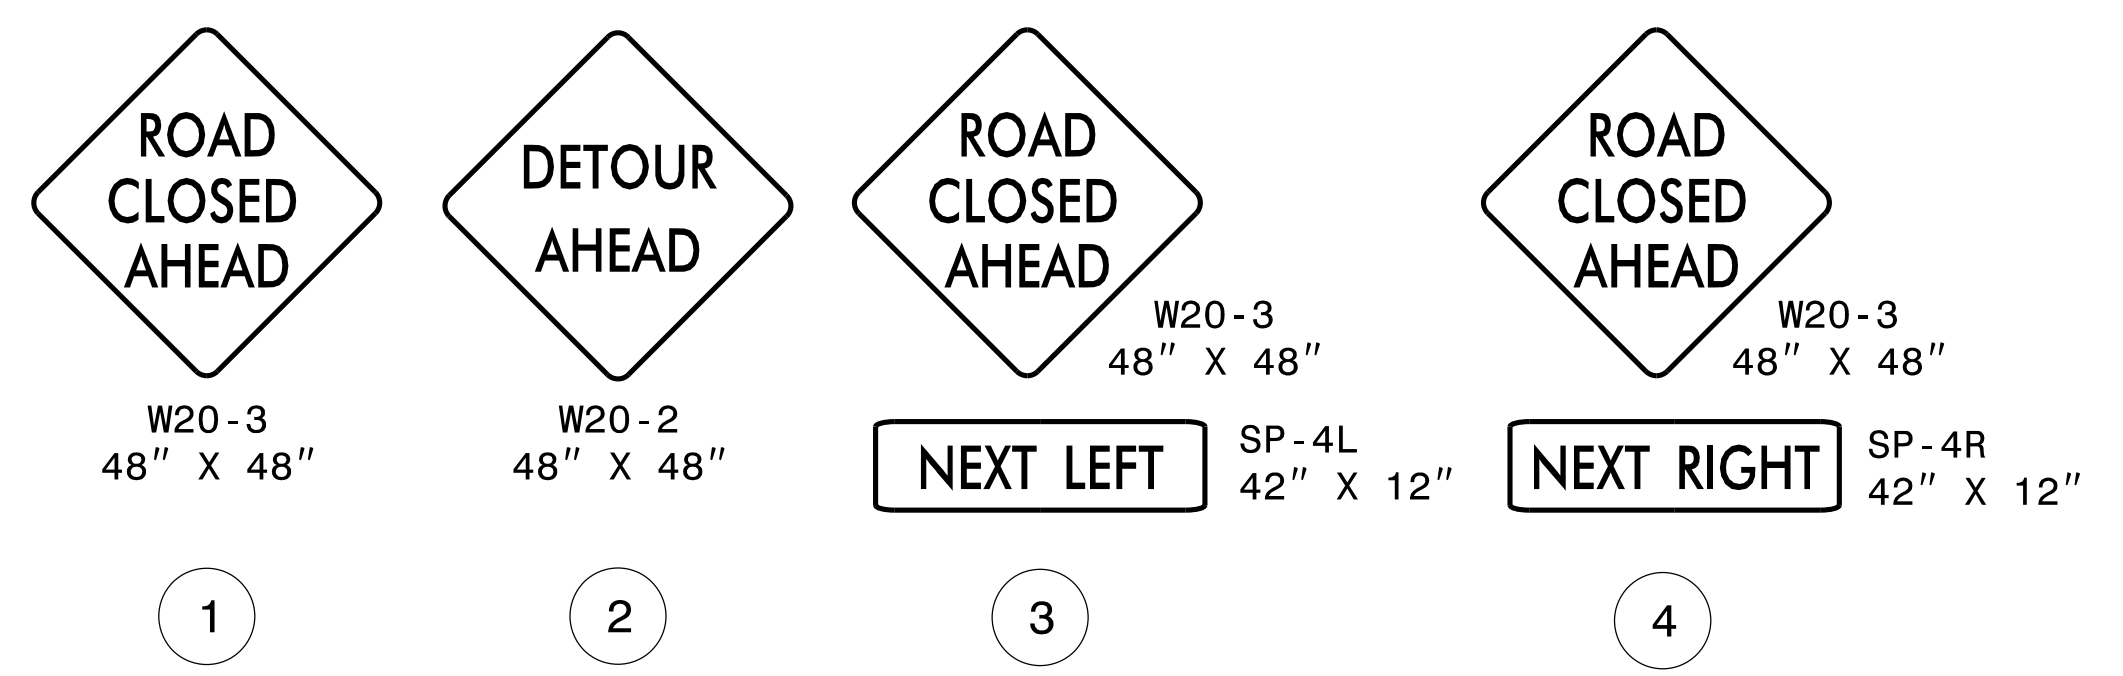 ROAD
CLOSED
AHEAD
W20-3
48" X 48"
1
DETOUR
AHEAD
W20-2
48" X 48"
2
ROAD
CLOSED
AHEAD
W20-3
48" X 48"
NEXT LEFT
SP-4L
42" X 12"
3
ROAD
CLOSED
AHEAD
W20-3
48" X 48"
NEXT RIGHT
SP-4R
42" X 12"
4